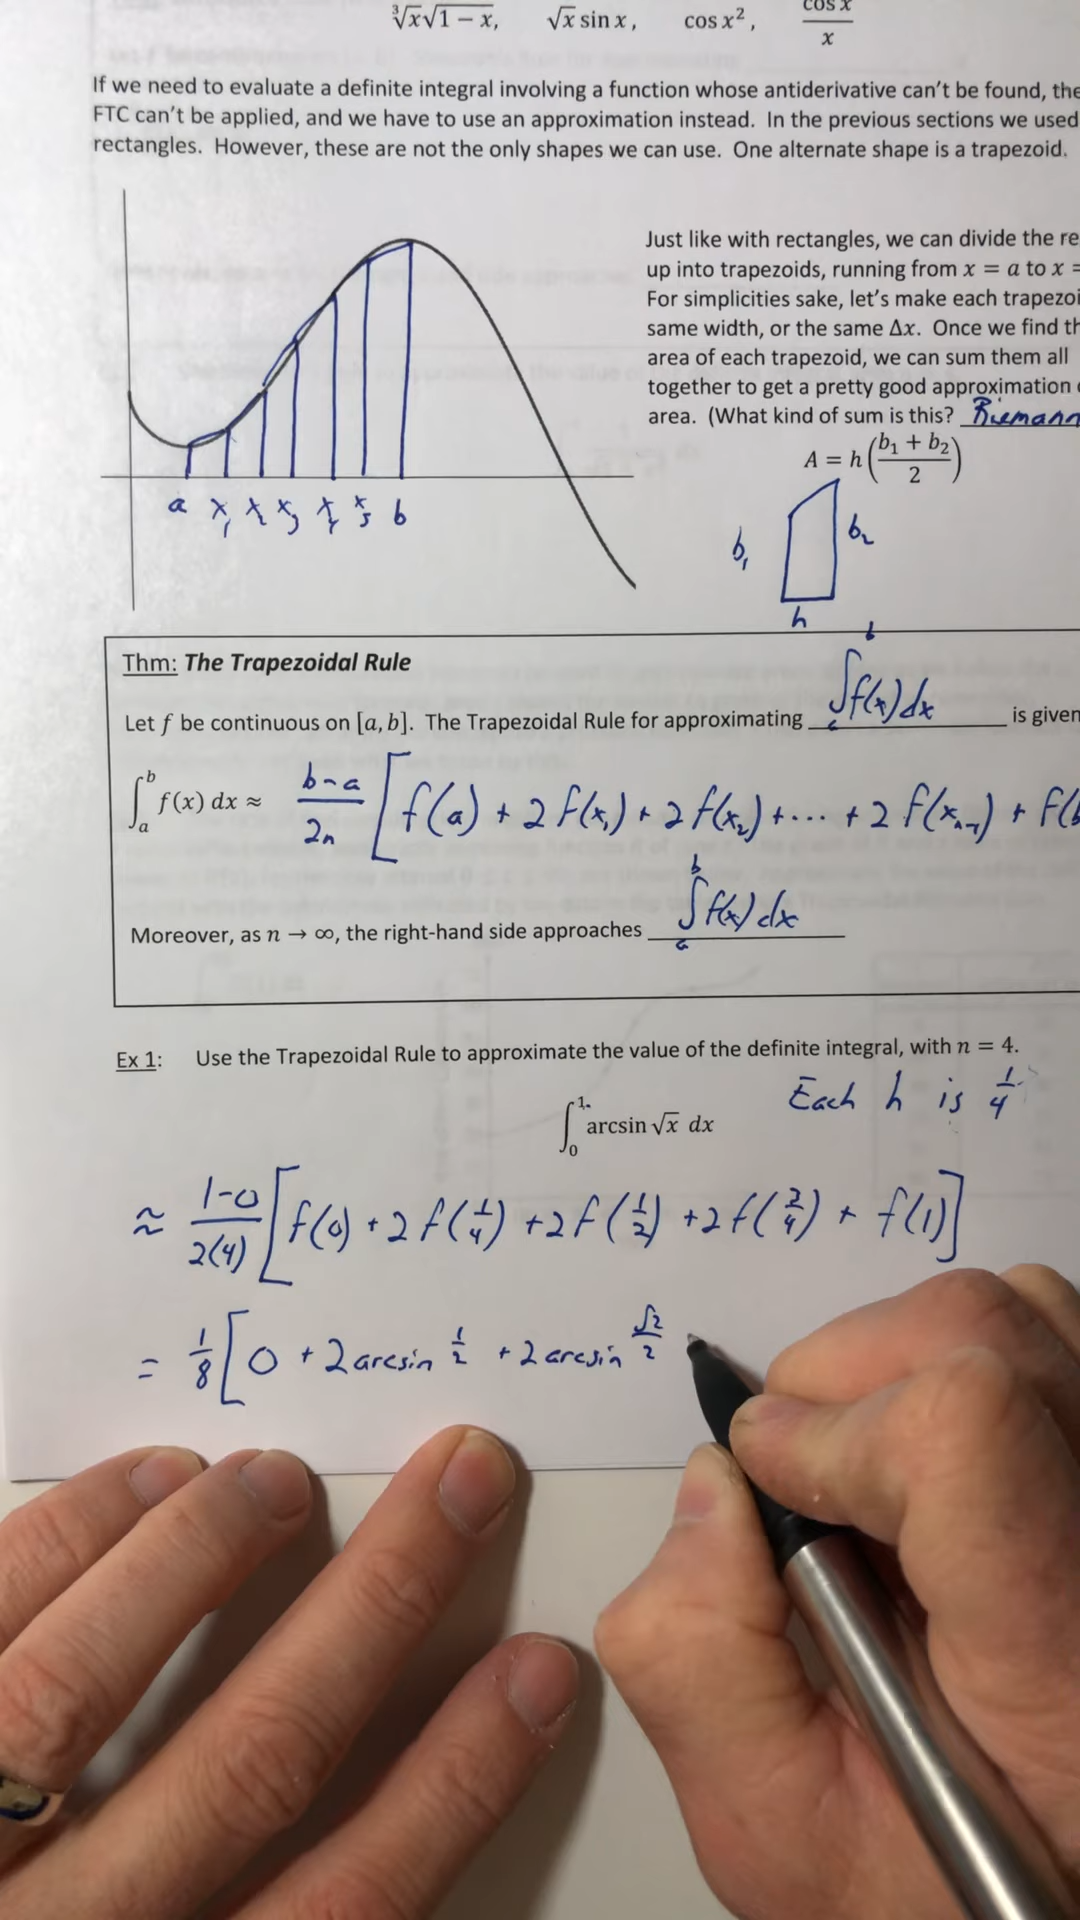 ∛x√1 − x, √x sin x, cos x², cos x / x
If we need to evaluate a definite integral involving a function whose antiderivative can't be found, the
FTC can't be applied, and we have to use an approximation instead. In the previous sections we used
rectangles. However, these are not the only shapes we can use. One alternate shape is a trapezoid.
Just like with rectangles, we can divide the re
up into trapezoids, running from x = a to x =
For simplicities sake, let's make each trapezoi
same width, or the same Δx. Once we find th
area of each trapezoid, we can sum them all
together to get a pretty good approximation
area. (What kind of sum is this? Riemann
A = h((b₁ + b₂)/2)
a x₁ x₂ x₃ x₄ x₅ b
b₁ b₂
h
Thm: The Trapezoidal Rule
Let f be continuous on [a, b]. The Trapezoidal Rule for approximating ∫ₐᵇ f(x) dx is given
∫ₐᵇ f(x) dx ≈ (b-a)/2n [f(a) + 2f(x₁) + 2f(x₂) + ... + 2f(xₙ₋₁) + f(b
Moreover, as n → ∞, the right-hand side approaches ∫ₐᵇ f(x) dx
Ex 1: Use the Trapezoidal Rule to approximate the value of the definite integral, with n = 4.
Each h is 1/4
∫₀¹ arcsin √x dx
≈ (1-0)/2(4) [f(0) + 2f(1/4) + 2f(1/2) + 2f(3/4) + f(1)]
= 1/8 [0 + 2 arcsin 1/2 + 2 arcsin √2/2